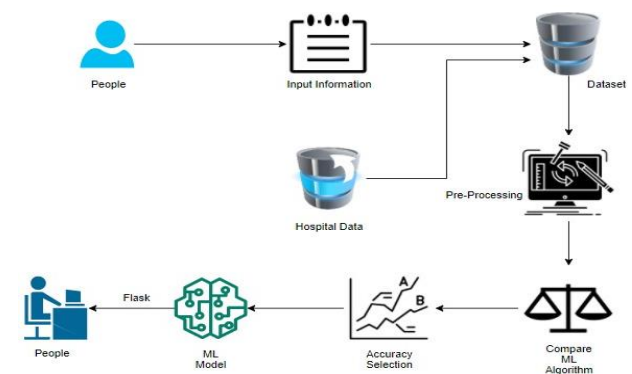 People
Input Information
Dataset
Hospital Data
Pre-Processing
A
B
Flask
People
ML
Model
Accuracy
Selection
Compare
ML
Algorithm